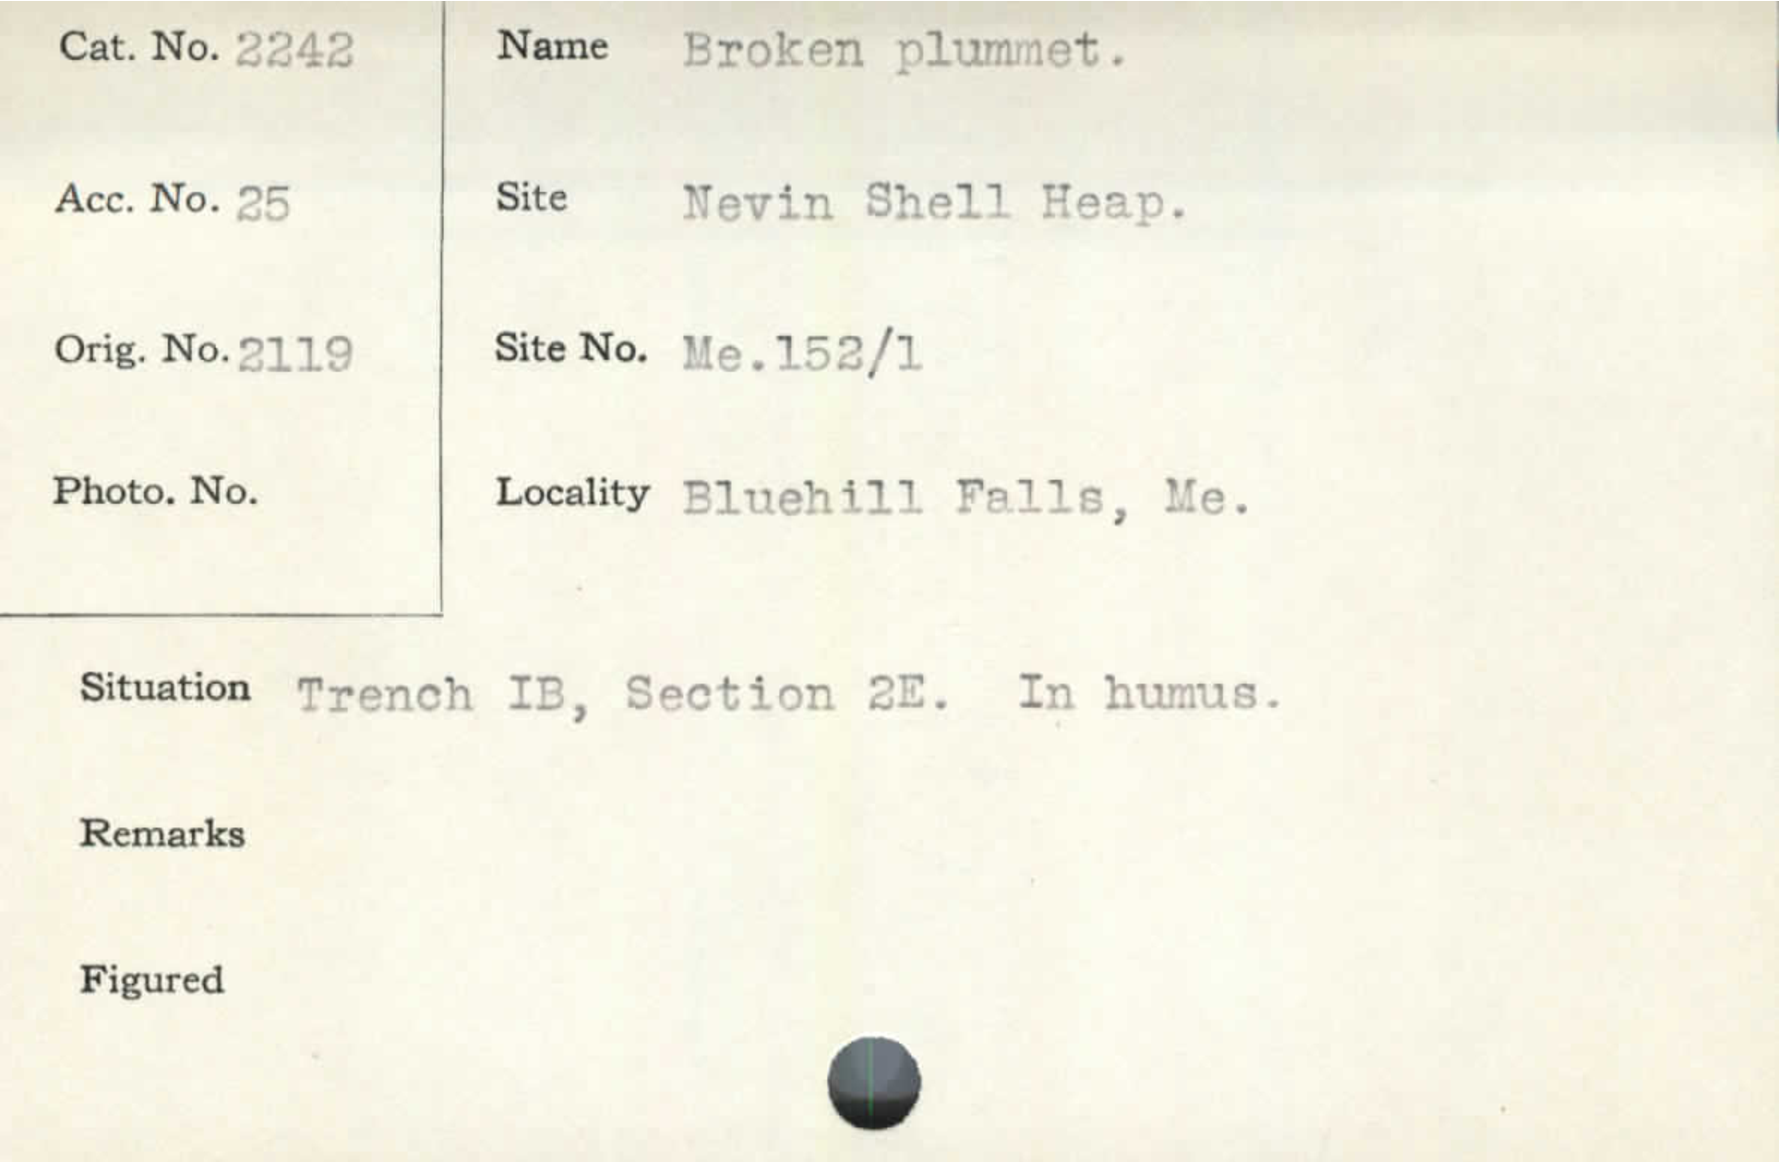 Cat. No. 2242
Acc. No. 25
Orig. No. 2119
Photo. No.
Name Broken plummet.
Site Nevin Shell Heap.
Site No. Me.152/1
Locality Bluehill Falls, Me.
Situation Trench IB, Section 2E. In humus.
Remarks
Figured